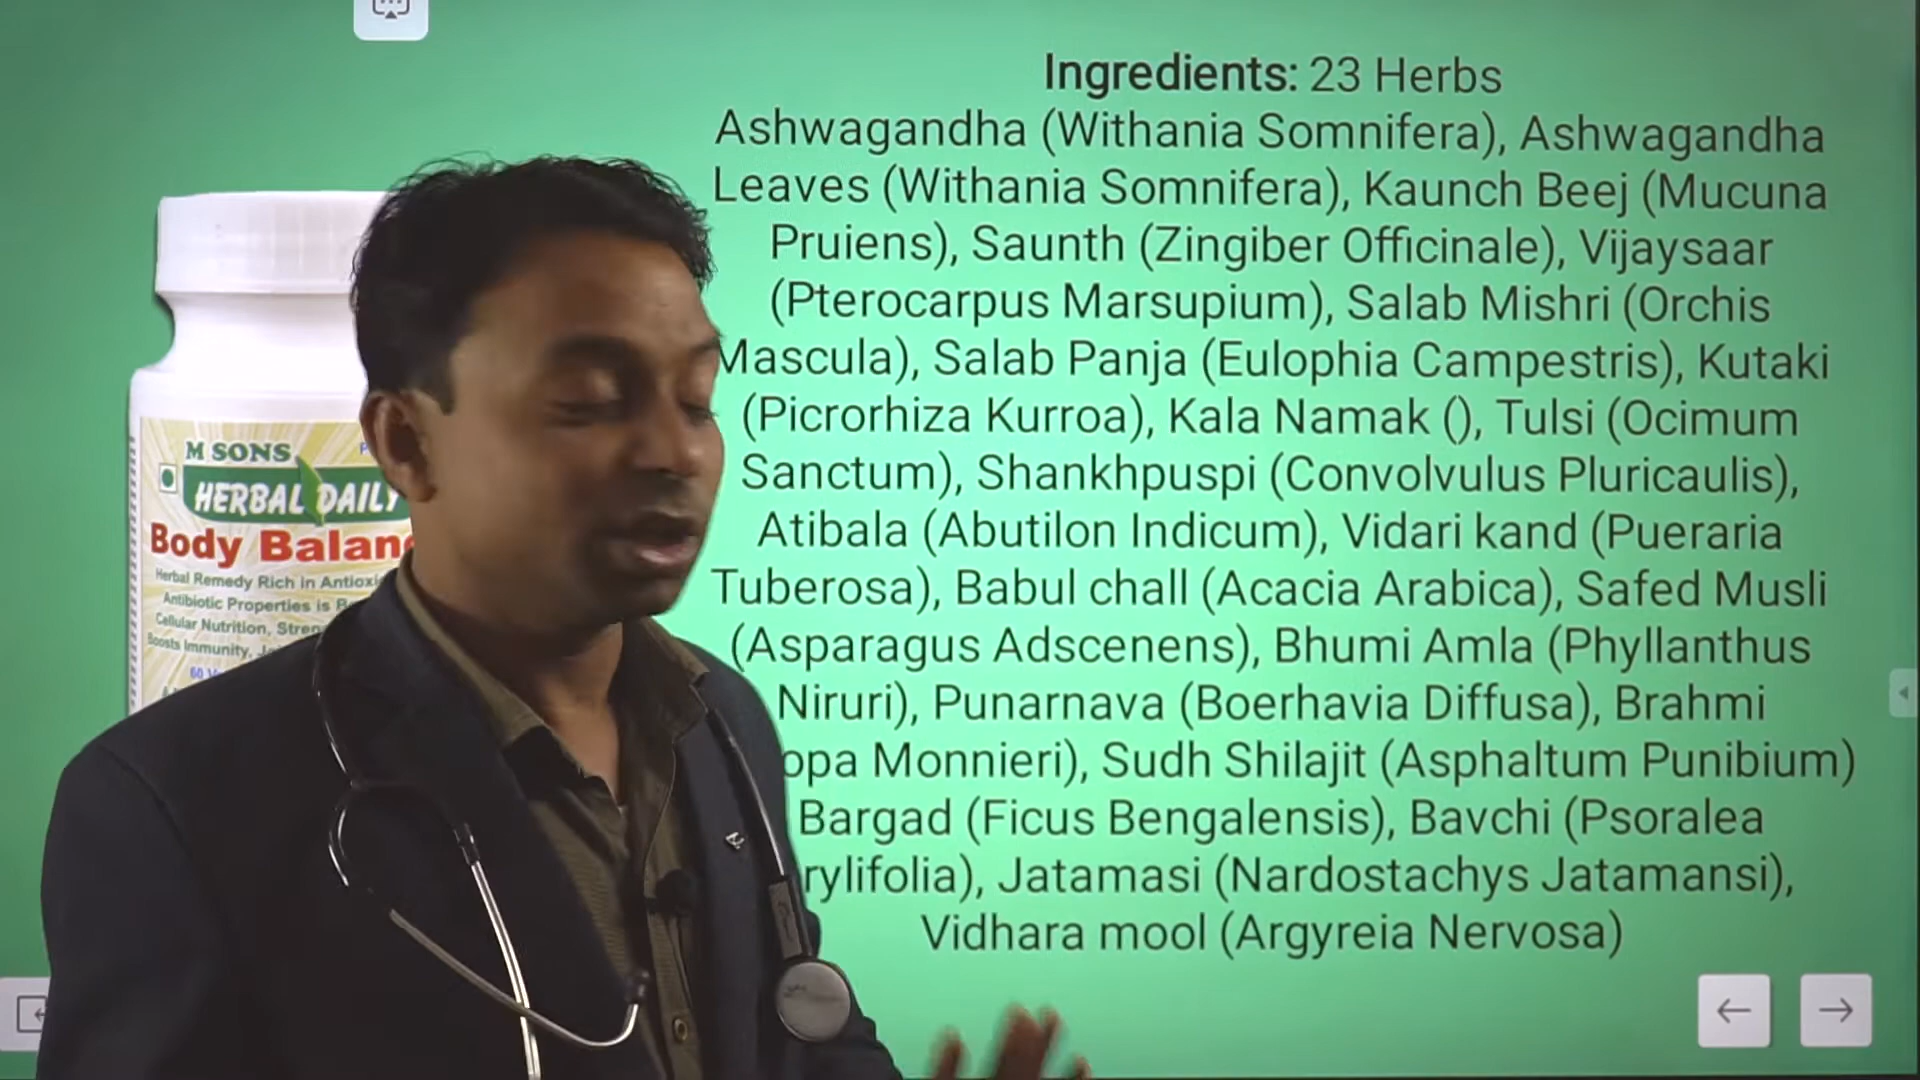 Ingredients: 23 Herbs
Ashwagandha (Withania Somnifera), Ashwagandha
Leaves (Withania Somnifera), Kaunch Beej (Mucuna
Pruiens), Saunth (Zingiber Officinale), Vijaysaar
(Pterocarpus Marsupium), Salab Mishri (Orchis
Mascula), Salab Panja (Eulophia Campestris), Kutaki
(Picrorhiza Kurroa), Kala Namak (), Tulsi (Ocimum
Sanctum), Shankhpuspi (Convolvulus Pluricaulis),
Atibala (Abutilon Indicum), Vidari kand (Pueraria
Tuberosa), Babul chall (Acacia Arabica), Safed Musli
(Asparagus Adscenens), Bhumi Amla (Phyllanthus
Niruri), Punarnava (Boerhavia Diffusa), Brahmi
opa Monnieri), Sudh Shilajit (Asphaltum Punibium)
Bargad (Ficus Bengalensis), Bavchi (Psoralea
rylifolia), Jatamasi (Nardostachys Jatamansi),
Vidhara mool (Argyreia Nervosa)
M SONS
HERBAL DAILY
Body Balan
Herbal Remedy Rich in Antioxi
Antibiotic Properties is
Cellular Nutrition, Stren
Boosts Immunity,
60